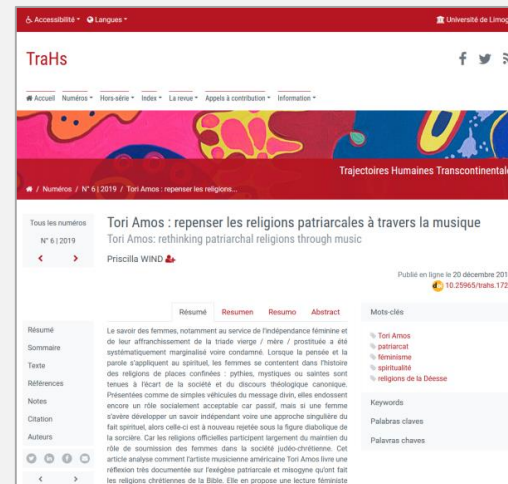 Accessibilité Langues Université de Limog
TraHs
Accueil Numéros Hors-série Index La revue Appels à contribution Information
Trajectoires Humaines Transcontinentale
/ Numéros / N° 6 | 2019 / Tori Amos : repenser les religions...
Tous les numéros
N° 6 | 2019
Tori Amos : repenser les religions patriarcales à travers la musique
Tori Amos: rethinking patriarchal religions through music
Priscilla WIND
Publié en ligne le 20 décembre 201
10.25965/trahs.172
Résumé Resumen Resumo Abstract
Résumé
Sommaire
Texte
Références
Notes
Citation
Auteurs
Le savoir des femmes, notamment au service de l'indépendance féminine et
de leur affranchissement de la triade vierge / mère / prostituée a été
systématiquement marginalisé voire condamné. Lorsque la pensée et la
parole s'appliquent au spirituel, les femmes se contentent dans l'histoire
des religions de places confinées : pythies, mystiques ou saintes sont
tenues à l'écart de la société et du discours théologique canonique.
Présentées comme de simples véhicules du message divin, elles endossent
encore un rôle socialement acceptable car passif, mais si une femme
s'avère développer un savoir indépendant voire une approche singulière du
fait spirituel, alors celle-ci est à nouveau rejetée sous la figure diabolique de
la sorcière. Car les religions officielles participent largement du maintien du
rôle de soumission des femmes dans la société judéo-chrétienne. Cet
article analyse comment l'artiste musicienne américaine Tori Amos livre une
réflexion très documentée sur l'exégèse patriarcale et misogyne qu'ont fait
les religions chrétiennes de la Bible. Elle en propose une lecture féministe
Mots-clés
Tori Amos
patriarcat
féminisme
spiritualité
religions de la Déesse
Keywords
Palabras claves
Palavras chaves